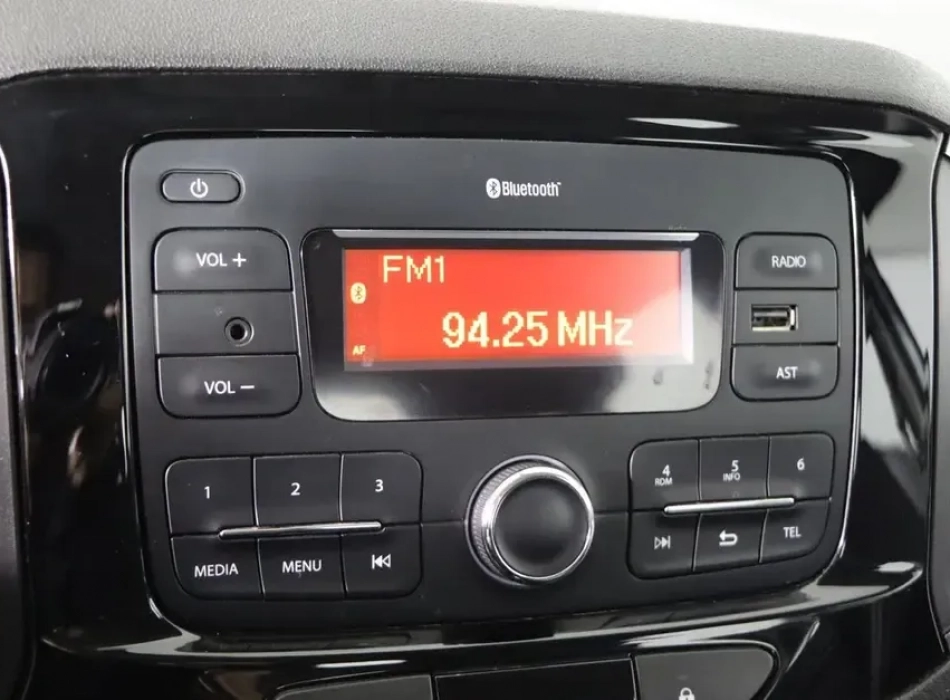 Bluetooth
VOL +
FM1
94.25 MHz
AF
VOL −
RADIO
AST
1
2
3
MEDIA
MENU
4
RDM
5
INFO
6
TEL